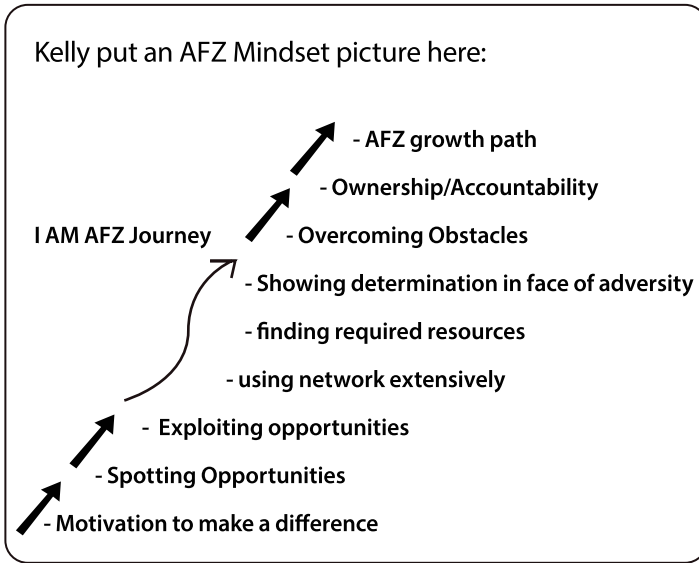 Kelly put an AFZ Mindset picture here:
- AFZ growth path
- Ownership/Accountability
I AM AFZ Journey
- Overcoming Obstacles
- Showing determination in face of adversity
- finding required resources
- using network extensively
- Exploiting opportunities
- Spotting Opportunities
- Motivation to make a difference